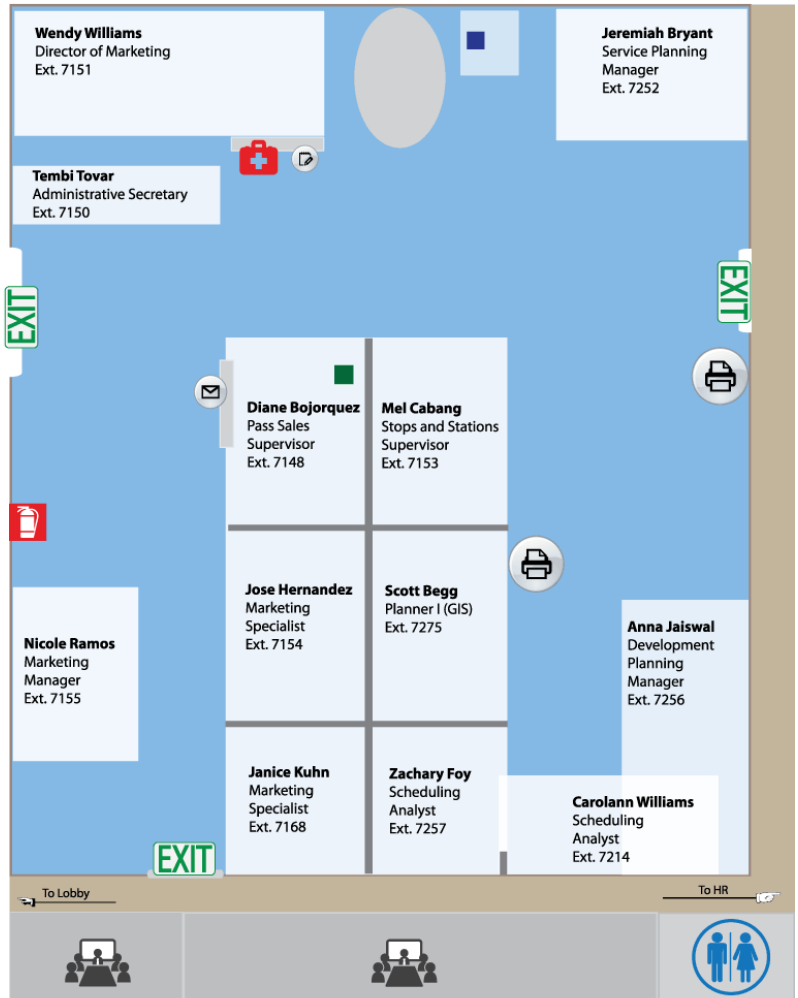 Wendy Williams
Director of Marketing
Ext. 7151
Jeremiah Bryant
Service Planning
Manager
Ext. 7252
Tembi Tovar
Administrative Secretary
Ext. 7150
EXIT
EXIT
Diane Bojorquez
Pass Sales
Supervisor
Ext. 7148
Mel Cabang
Stops and Stations
Supervisor
Ext. 7153
Jose Hernandez
Marketing
Specialist
Ext. 7154
Scott Begg
Planner I (GIS)
Ext. 7275
Nicole Ramos
Marketing
Manager
Ext. 7155
Anna Jaiswal
Development
Planning
Manager
Ext. 7256
Janice Kuhn
Marketing
Specialist
Ext. 7168
Zachary Foy
Scheduling
Analyst
Ext. 7257
Carolann Williams
Scheduling
Analyst
Ext. 7214
EXIT
To Lobby
To HR